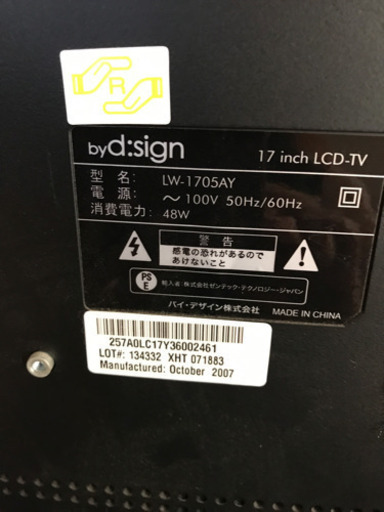 R
byd:sign
17 inch LCD-TV
型 名: LW-1705AY
電 源: ～ 100V 50Hz/60Hz
消費電力: 48W
警 告
感電の恐れがあるので
あけないこと
PS
E
輸入者：株式会社ゼンテック・テクノロジー・ジャパン
バイ・デザイン株式会社
MADE IN CHINA
257A0LC17Y36002461
LOT#: 134332 XHT 071883
Manufactured: October 2007